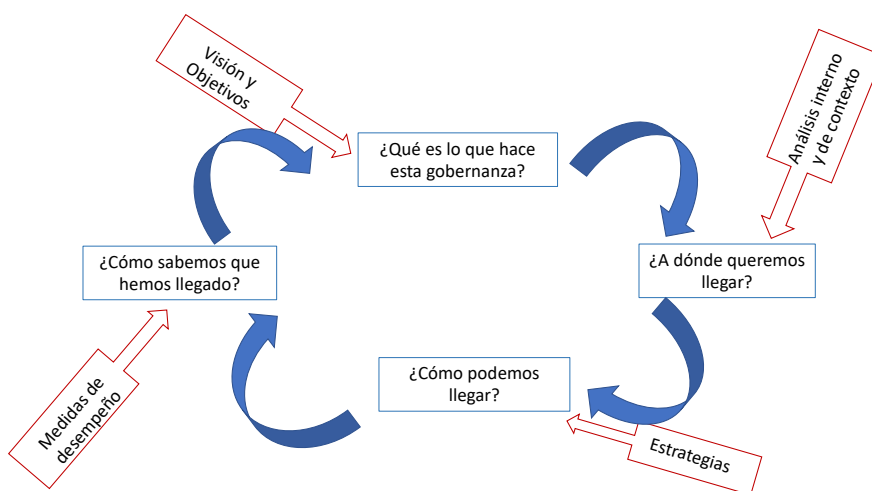 Visión y
Objetivos
Análisis interno
y de contexto
¿Qué es lo que hace
esta gobernanza?
¿A dónde queremos
llegar?
¿Cómo sabemos que
hemos llegado?
¿Cómo podemos
llegar?
Medidas de
desempeño
Estrategias